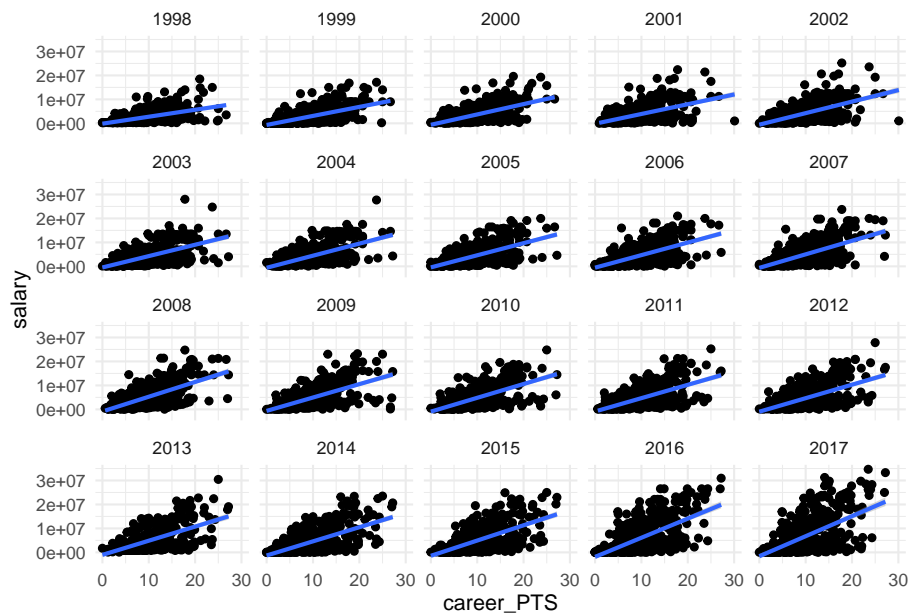 1998 1999 2000 2001 2002
3e+07
2e+07
1e+07
0e+00
2003 2004 2005 2006 2007
3e+07
2e+07
1e+07
0e+00
2008 2009 2010 2011 2012
3e+07
2e+07
1e+07
0e+00
2013 2014 2015 2016 2017
3e+07
2e+07
1e+07
0e+00
0 10 20 30 0 10 20 30 0 10 20 30 0 10 20 30 0 10 20 30
career_PTS
salary